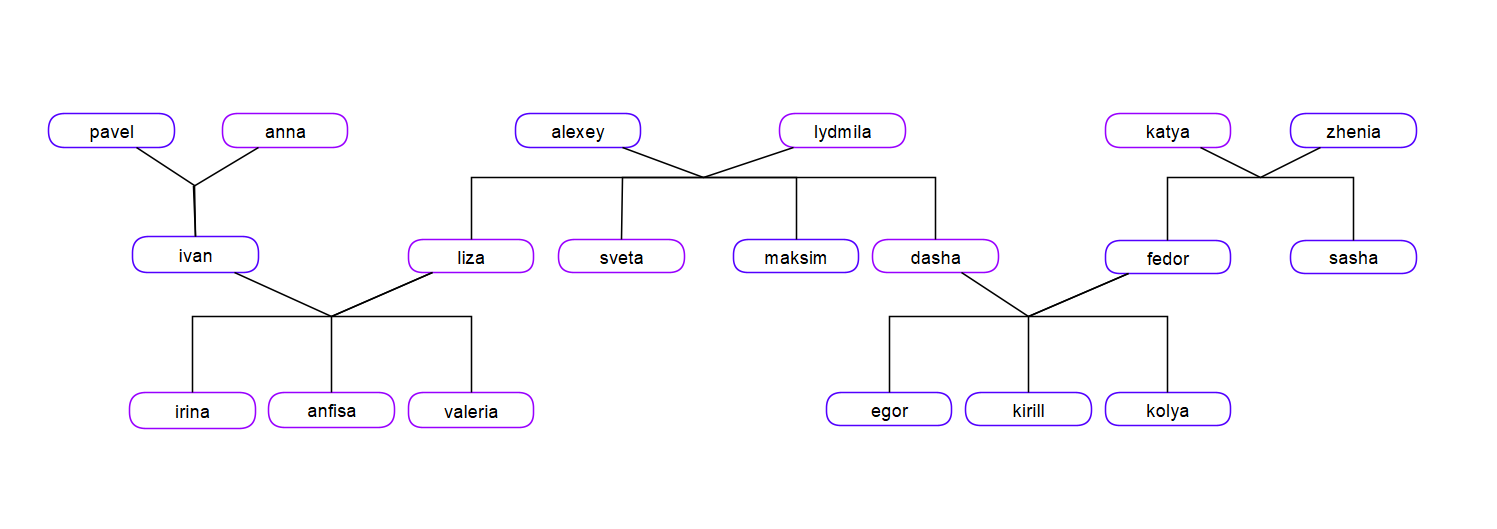 pavel
anna
alexey
lydmila
katya
zhenia
ivan
liza
sveta
maksim
dasha
fedor
sasha
irina
anfisa
valeria
egor
kirill
kolya